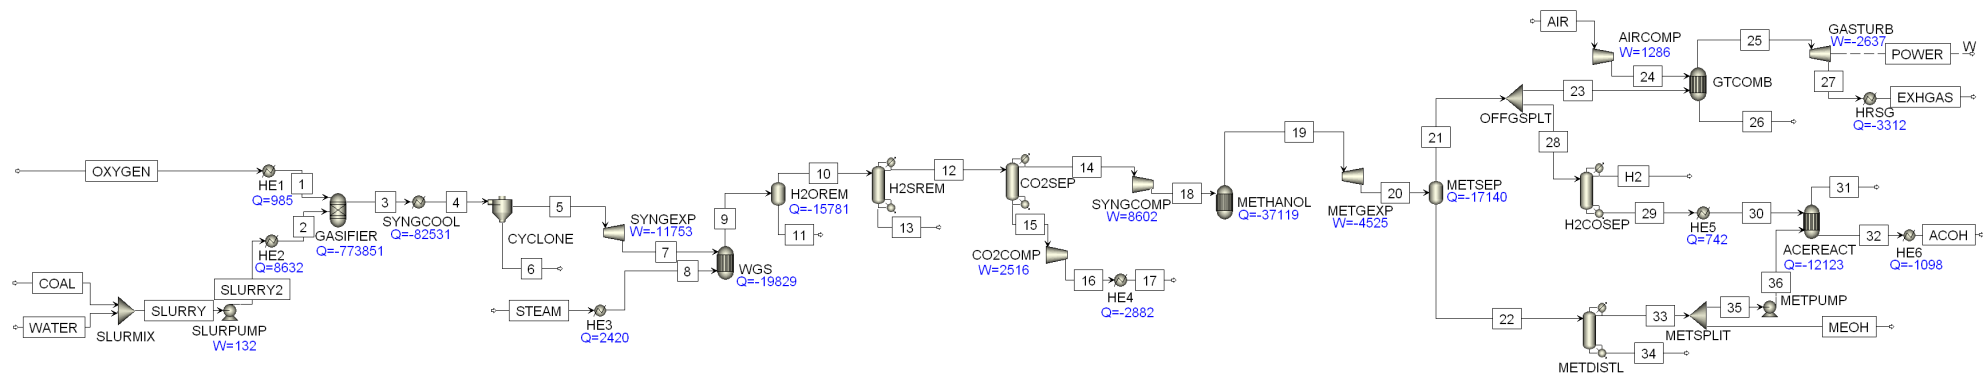 AIR
AIRCOMP
W=1286
24
25
GASTURB
W=-2637
POWER
W
27
EXHGAS
HRSG
Q=-3312
GTCOMB
26
23
OFFGSPLT
21
28
H2
H2COSEP
29
HE5
Q=742
30
31
ACEREACT
Q=-12123
32
ACOH
HE6
Q=-1098
36
METPUMP
35
33
METSPLIT
MEOH
34
METDISTL
22
METSEP
Q=-17140
20
METGEXP
W=-4525
19
METHANOL
Q=-37119
18
SYNGCOMP
W=8602
14
CO2SEP
15
CO2COMP
W=2516
16
HE4
Q=-2882
17
12
H2SREM
13
10
H2OREM
Q=-15781
11
9
WGS
Q=-19829
8
7
SYNGEXP
W=-11753
5
CYCLONE
6
4
SYNGCOOL
Q=-82531
3
GASIFIER
Q=-773851
OXYGEN
HE1
Q=985
1
2
HE2
Q=8632
SLURRY2
SLURRY
SLURPUMP
W=132
COAL
WATER
SLURMIX
STEAM
HE3
Q=2420